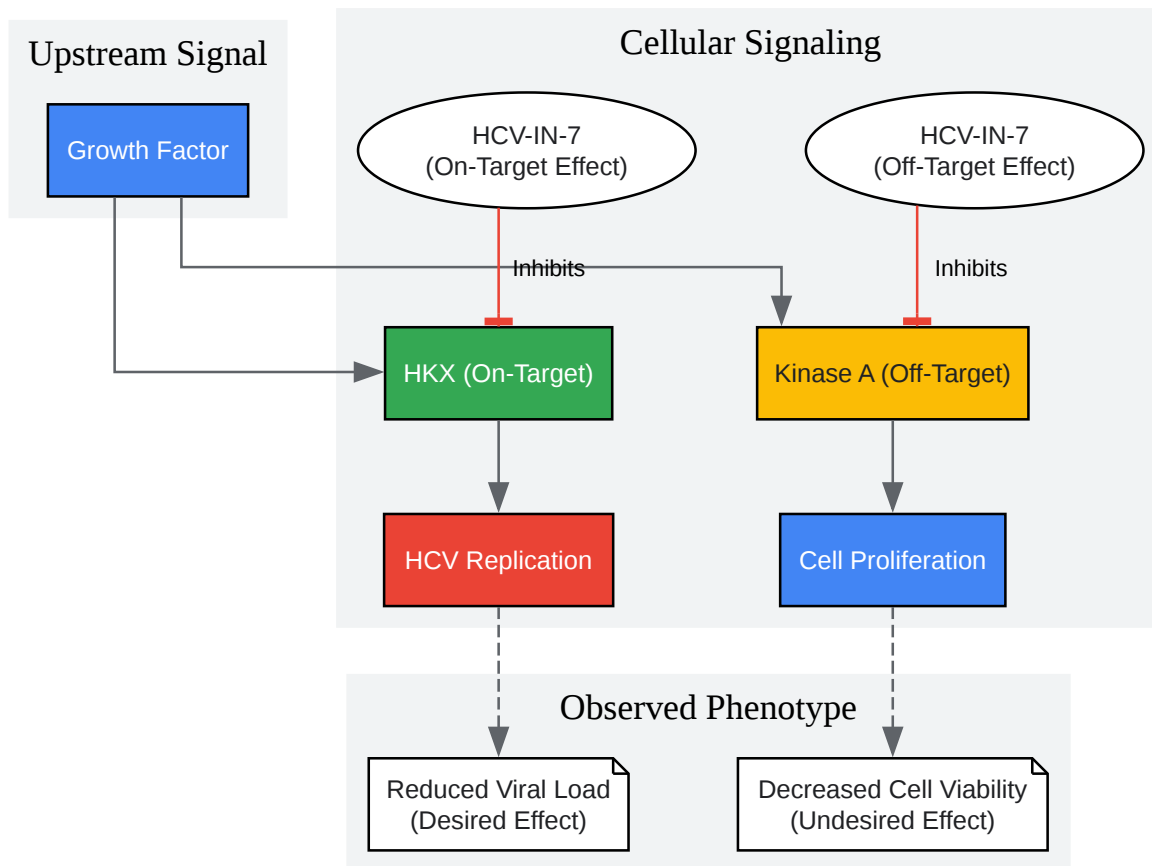 Upstream Signal
Cellular Signaling
Growth Factor
HCV-IN-7
(On-Target Effect)
HCV-IN-7
(Off-Target Effect)
Inhibits
Inhibits
HKX (On-Target)
Kinase A (Off-Target)
HCV Replication
Cell Proliferation
Observed Phenotype
Reduced Viral Load
(Desired Effect)
Decreased Cell Viability
(Undesired Effect)